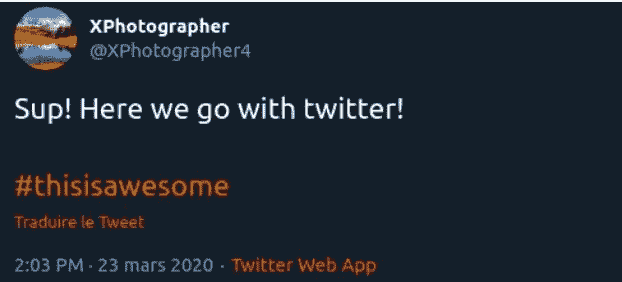 XPhotographer
@XPhotographer4
Sup! Here we go with twitter!
#thisisawesome
Traduire le Tweet
2:03 PM · 23 mars 2020 · Twitter Web App